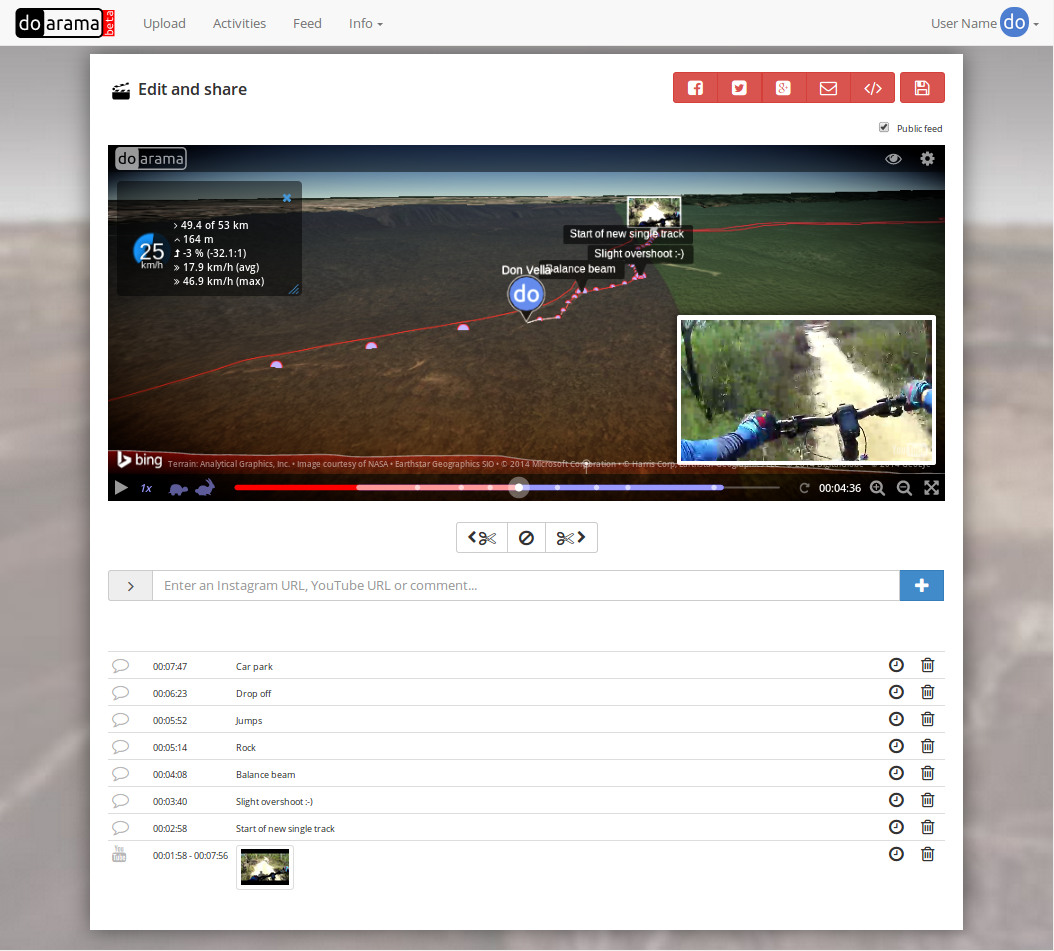 doarama beta Upload Activities Feed Info User Name do
Edit and share
Public feed
doarama
49.4 of 53 km
164 m
25 km/h
-3 % (-32.1:1)
17.9 km/h (avg)
46.9 km/h (max)
Start of new single track
Slight overshoot :-)
Don Vella
Balance beam
do
bing Terrain: Analytical Graphics, Inc. • Image courtesy of NASA • Earthstar Geographics SIO • © 2014 Microsoft Corporation • © Harris Corp, Earthstar Geographics
1x 00:04:36
Enter an Instagram URL, YouTube URL or comment...
00:07:47 Car park
00:06:23 Drop off
00:05:52 Jumps
00:05:14 Rock
00:04:08 Balance beam
00:03:40 Slight overshoot :-)
00:02:58 Start of new single track
You Tube 00:01:58 - 00:07:56